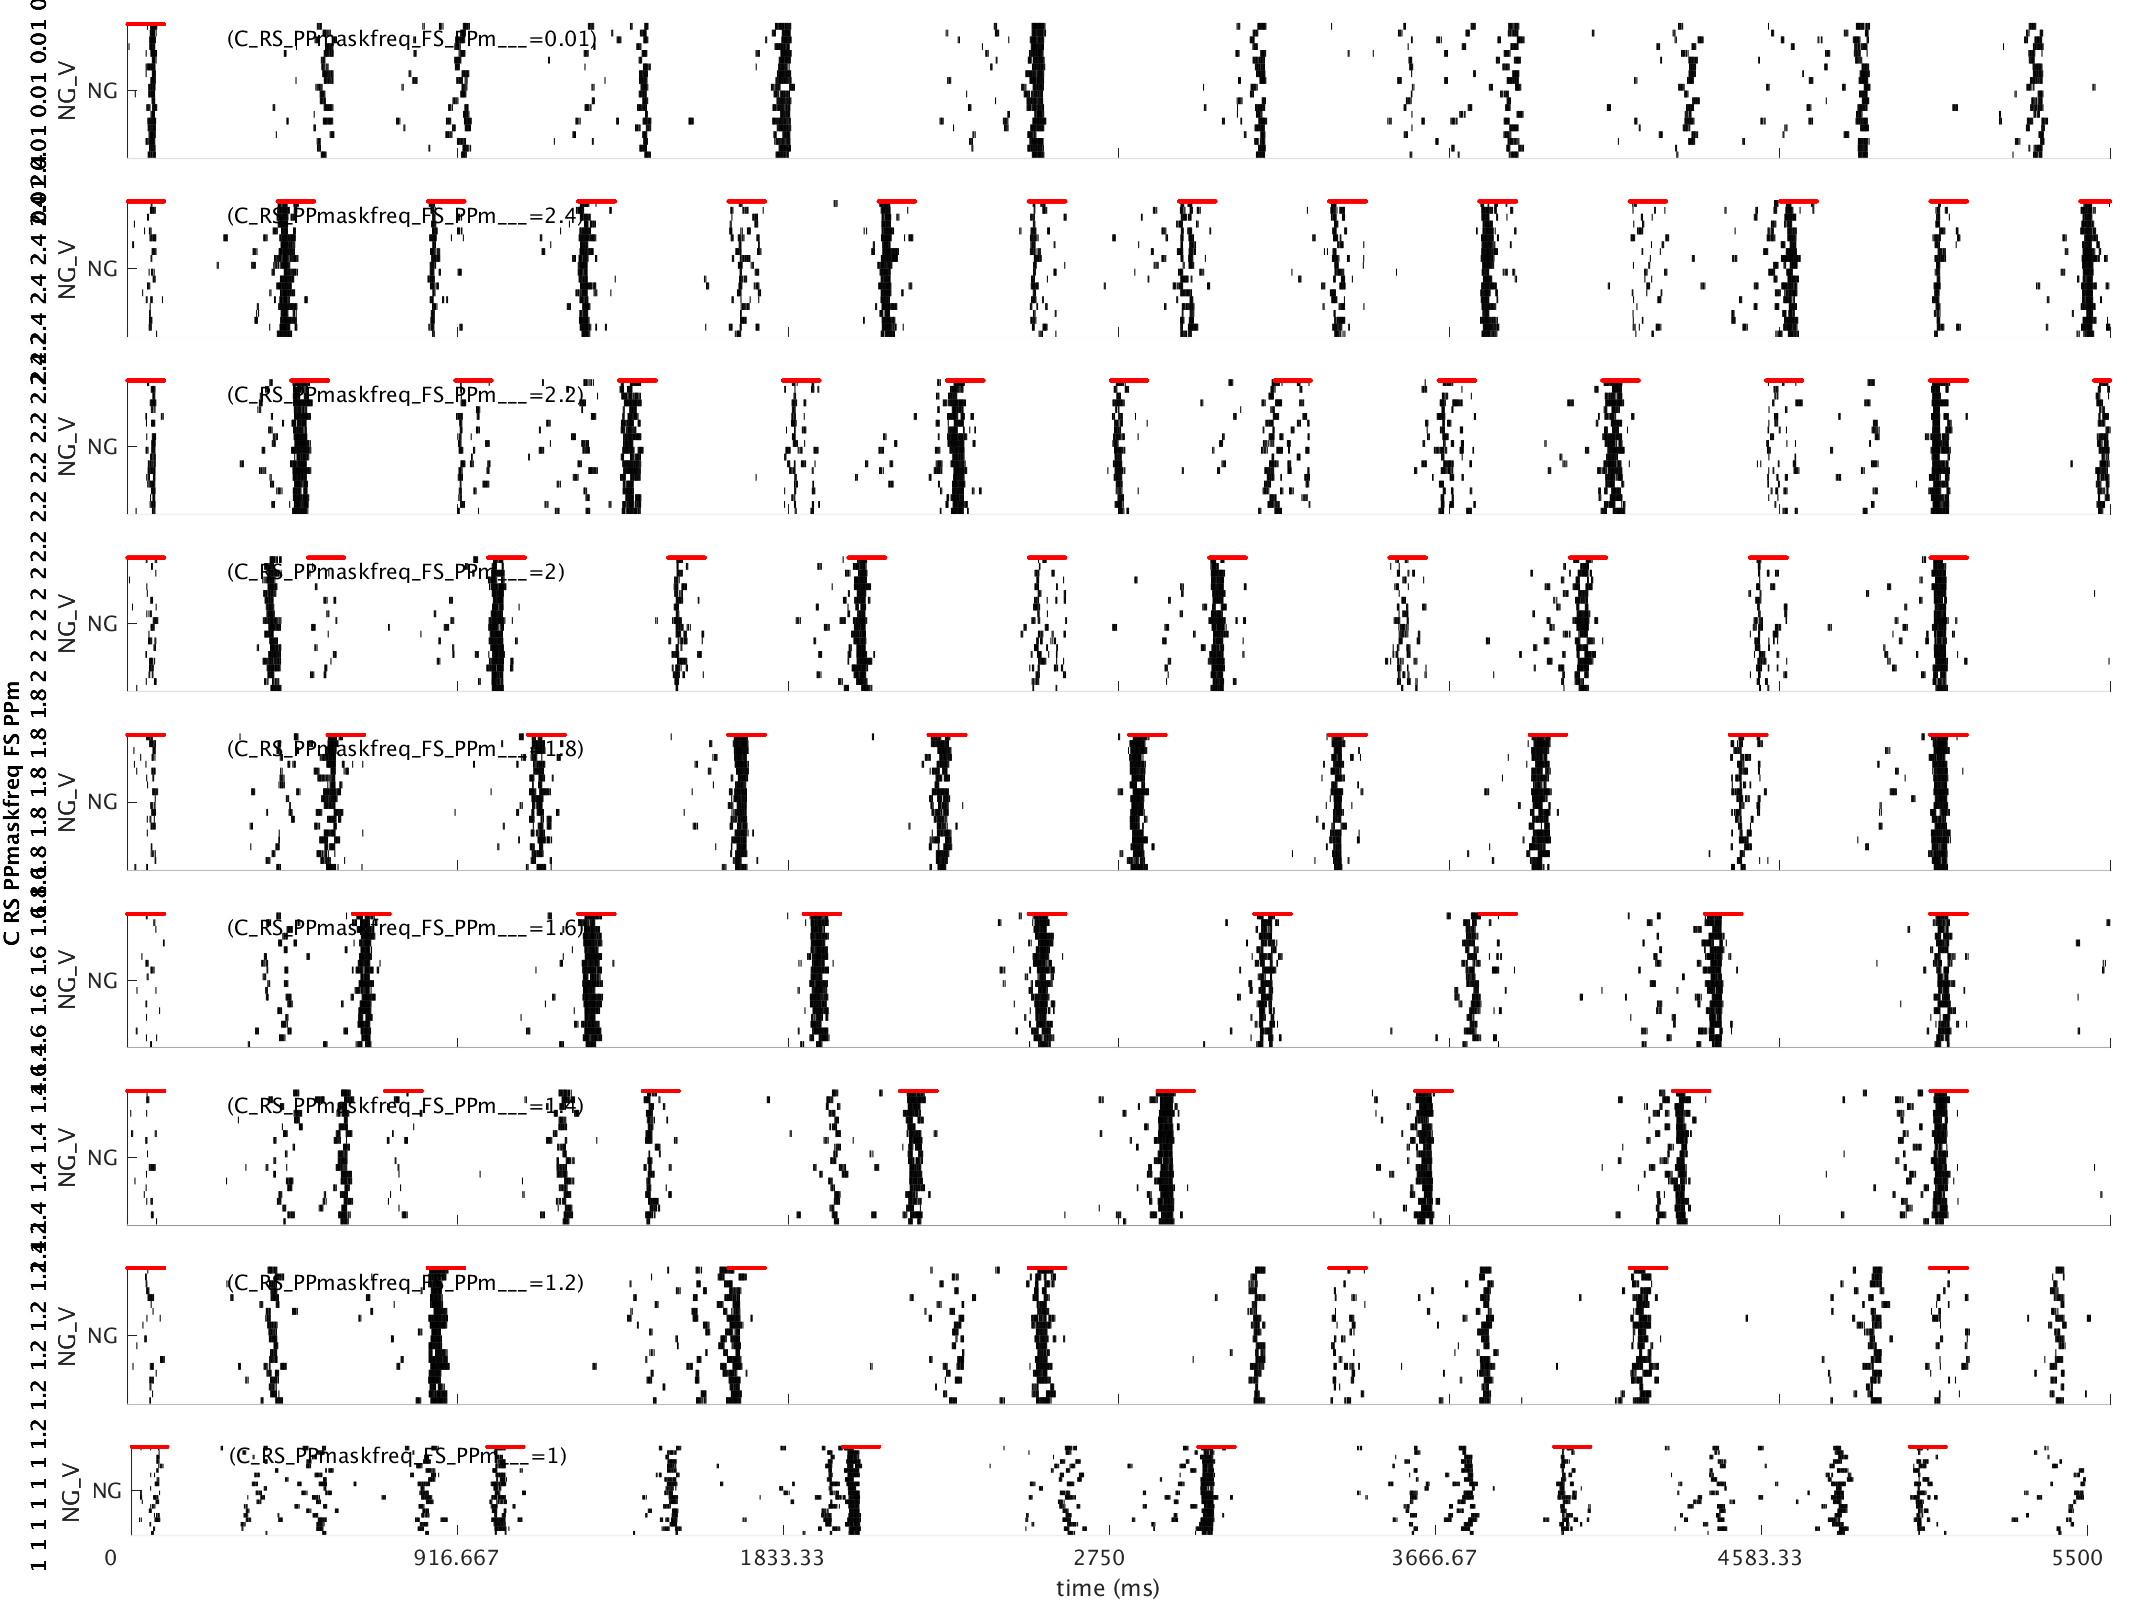 (C_RS_PPmaskfreq_FS_PPm___=0.01)
NG
NG_V
(C_RS_PPmaskfreq_FS_PPm___=2.4)
NG
NG_V
(C_RS_PPmaskfreq_FS_PPm___=2.2)
NG
NG_V
(C_RS_PPmaskfreq_FS_PPm___=2)
NG
NG_V
(C_RS_PPmaskfreq_FS_PPm___=1.8)
NG
NG_V
(C_RS_PPmaskfreq_FS_PPm___=1.6)
NG
NG_V
(C_RS_PPmaskfreq_FS_PPm___=1.4)
NG
NG_V
(C_RS_PPmaskfreq_FS_PPm___=1.2)
NG
NG_V
(C_RS_PPmaskfreq_FS_PPm___=1)
NG
NG_V
C RS PPmaskfreq FS PPm
0 916.667 1833.33 2750 3666.67 4583.33 5500
time (ms)